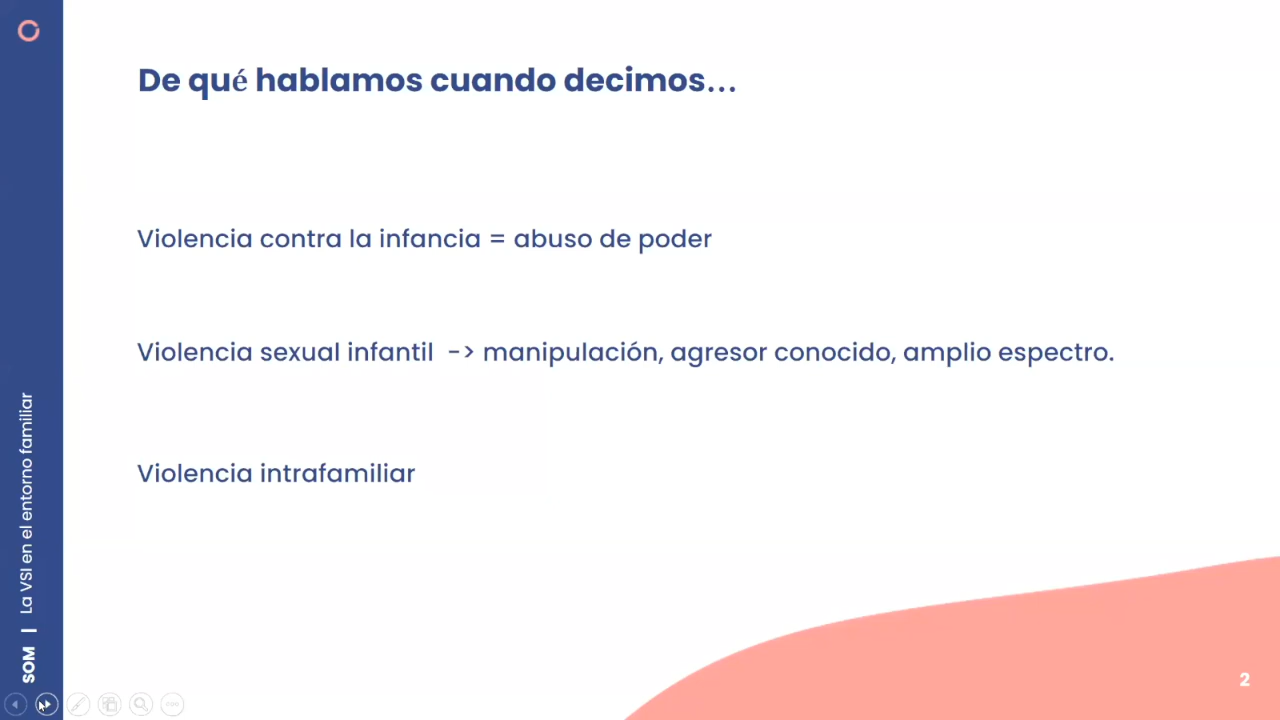 De qué hablamos cuando decimos...
Violencia contra la infancia = abuso de poder
Violencia sexual infantil -> manipulación, agresor conocido, amplio espectro.
Violencia intrafamiliar
SOM | La VSI en el entorno familiar
2